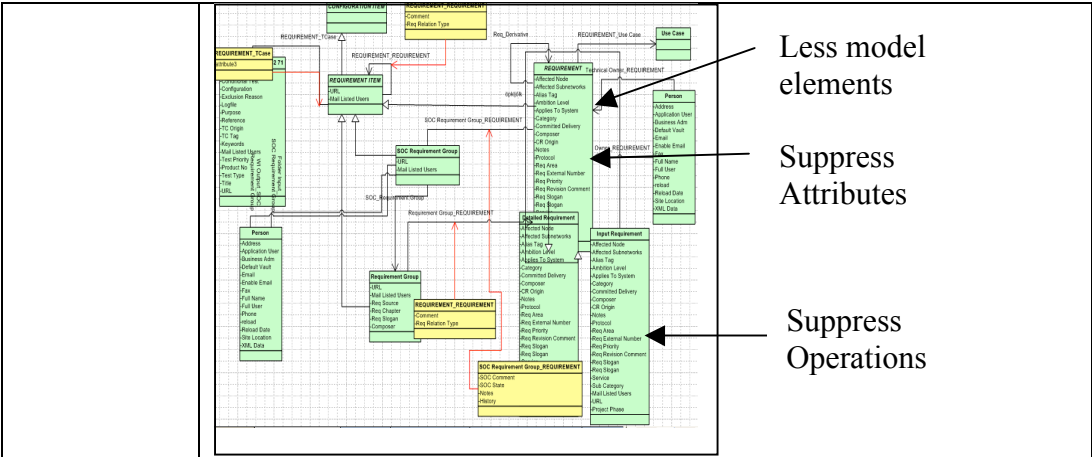 CONFIGURATION ITEM
REQUIREMENT_REQUIREMENT
-Comment
-Req Relation Type
REQUIREMENT_TCase
REQUIREMENT_REQUIREMENT
Req_Derivative
REQUIREMENT_Use Case
Use Case
REQUIREMENT_TCase
2 71
-Configuration
-Exclusion Reason
-Logfile
-Purpose
-Reference
-TC Origin
-TC Tag
-Keywords
-Mail Listed Users
-Test Priority
-Product No
-Test Type
-Title
-URL
REQUIREMENT ITEM
-URL
-Mail Listed Users
REQUIREMENT
-Affected Node
-Affected Subnetworks
-Alias Tag
-Ambition Level
-Applies To System
-Category
-Committed Delivery
-Composer
-CR Origin
-Notes
-Protocol
-Req Area
-Req External Number
-Req Priority
-Req Revision Comment
-Req Slogan
-Req Slogan
Technical Owner_REQUIREMENT
Owner_REQUIREMENT
Person
-Address
-Application User
-Business Adm
-Default Vault
-Email
-Enable Email
-Fax
-Full Name
-Full User
-Phone
-reload
-Reload Date
-Site Location
-XML Data
SOC Requirement Group_REQUIREMENT
SOC Requirement Group
-URL
-Mail Listed Users
SOC_Requirement Group
Requirement Group_REQUIREMENT
Person
-Address
-Application User
-Business Adm
-Default Vault
-Email
-Enable Email
-Fax
-Full Name
-Full User
-Phone
-reload
-Reload Date
-Site Location
-XML Data
Requirement Group
-URL
-Mail Listed Users
-Req Source
-Req Chapter
-Req Slogan
-Composer
REQUIREMENT_REQUIREMENT
-Comment
-Req Relation Type
Detailed Requirement
-Affected Node
-Affected Subnetworks
-Alias Tag
-Ambition Level
-Applies To System
-Category
-Committed Delivery
-Composer
-CR Origin
-Notes
-Protocol
-Req Area
-Req External Number
-Req Priority
-Req Revision Comment
-Req Slogan
-Req Slogan
Input Requirement
-Affected Node
-Affected Subnetworks
-Alias Tag
-Ambition Level
-Applies To System
-Category
-Committed Delivery
-Composer
-CR Origin
-Notes
-Protocol
-Req Area
-Req External Number
-Req Priority
-Req Revision Comment
-Req Slogan
-Req Slogan
-Service
-Sub Category
-Mail Listed Users
-URL
-Project Phase
SOC Requirement Group_REQUIREMENT
-SOC Comment
-SOC State
-Notes
-History
Less model
elements
Suppress
Attributes
Suppress
Operations